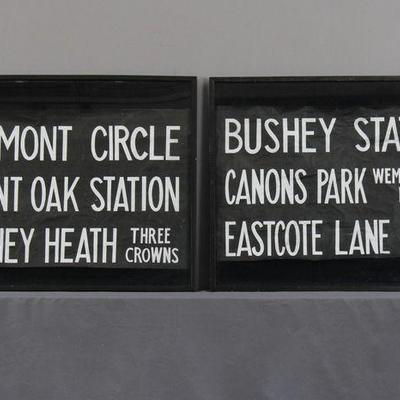 MONT CIRCLE
NT OAK STATION
NEY HEATH THREE CROWNS
BUSHEY STA
CANONS PARK WEM
EASTCOTE LANE